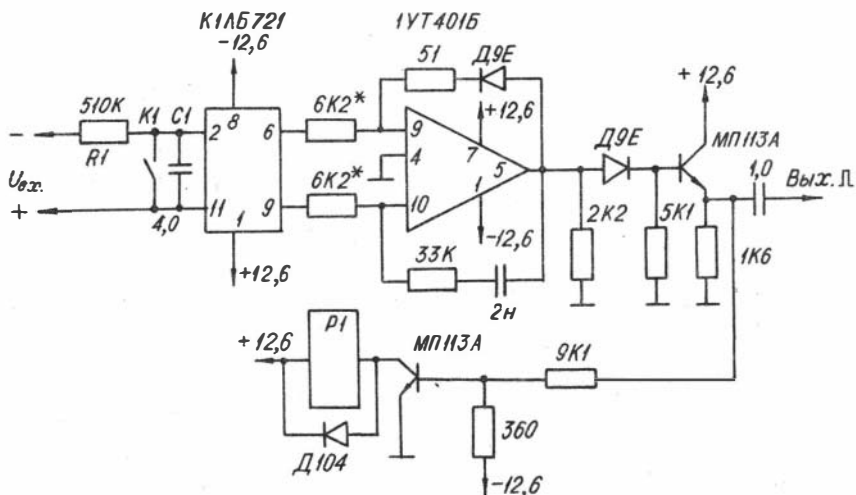 К1ЛБ721
1УТ401Б
-12,6
51
Д9Е
+12,6
510К
К1
С1
8
6К2*
+12,6
МП113А
-
2
6
9
7
Д9Е
R1
4
5
1,0
Вых. Л
Uвх.
6К2*
1
+
11
9
10
2К2
5К1
4,0
1
-12,6
33К
1К6
+12,6
2н
Р1
+12,6
МП113А
9К1
360
Д104
-12,6